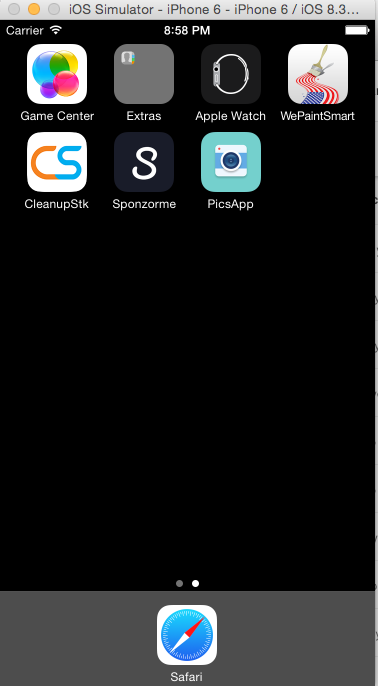 iOS Simulator - iPhone 6 - iPhone 6 / iOS 8.3...
Carrier 8:58 PM
Game Center Extras Apple Watch WePaintSmart
CS S
CleanupStk Sponzorme PicsApp
Safari